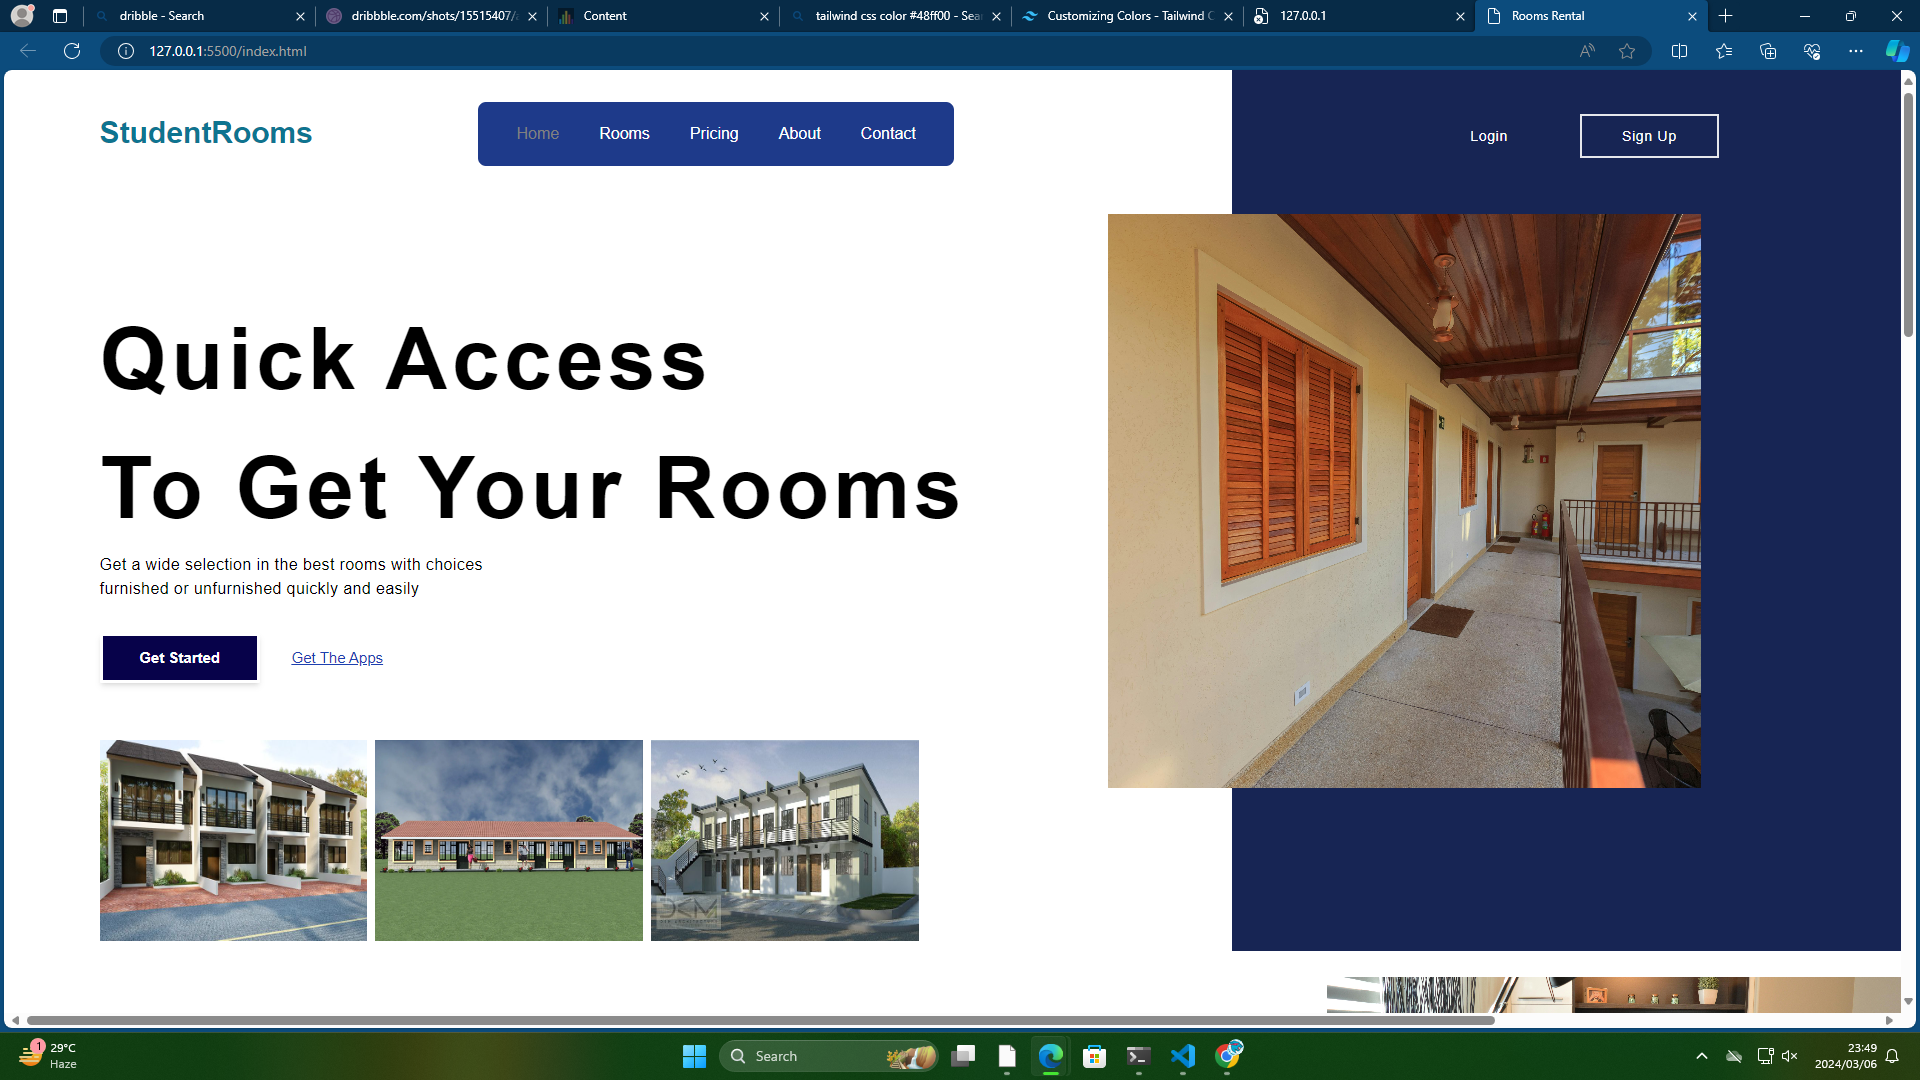 dribble - Search
dribbble.com/shots/15515407/
Content
tailwind css color #48ff00 - Sear
Customizing Colors - Tailwind C
127.0.0.1
Rooms Rental
127.0.0.1:5500/index.html
StudentRooms
Home
Rooms
Pricing
About
Contact
Login
Sign Up
Quick Access
To Get Your Rooms
Get a wide selection in the best rooms with choices
furnished or unfurnished quickly and easily
Get Started
Get The Apps
DKM
1
29°C
Haze
Search
23:49
2024/03/06